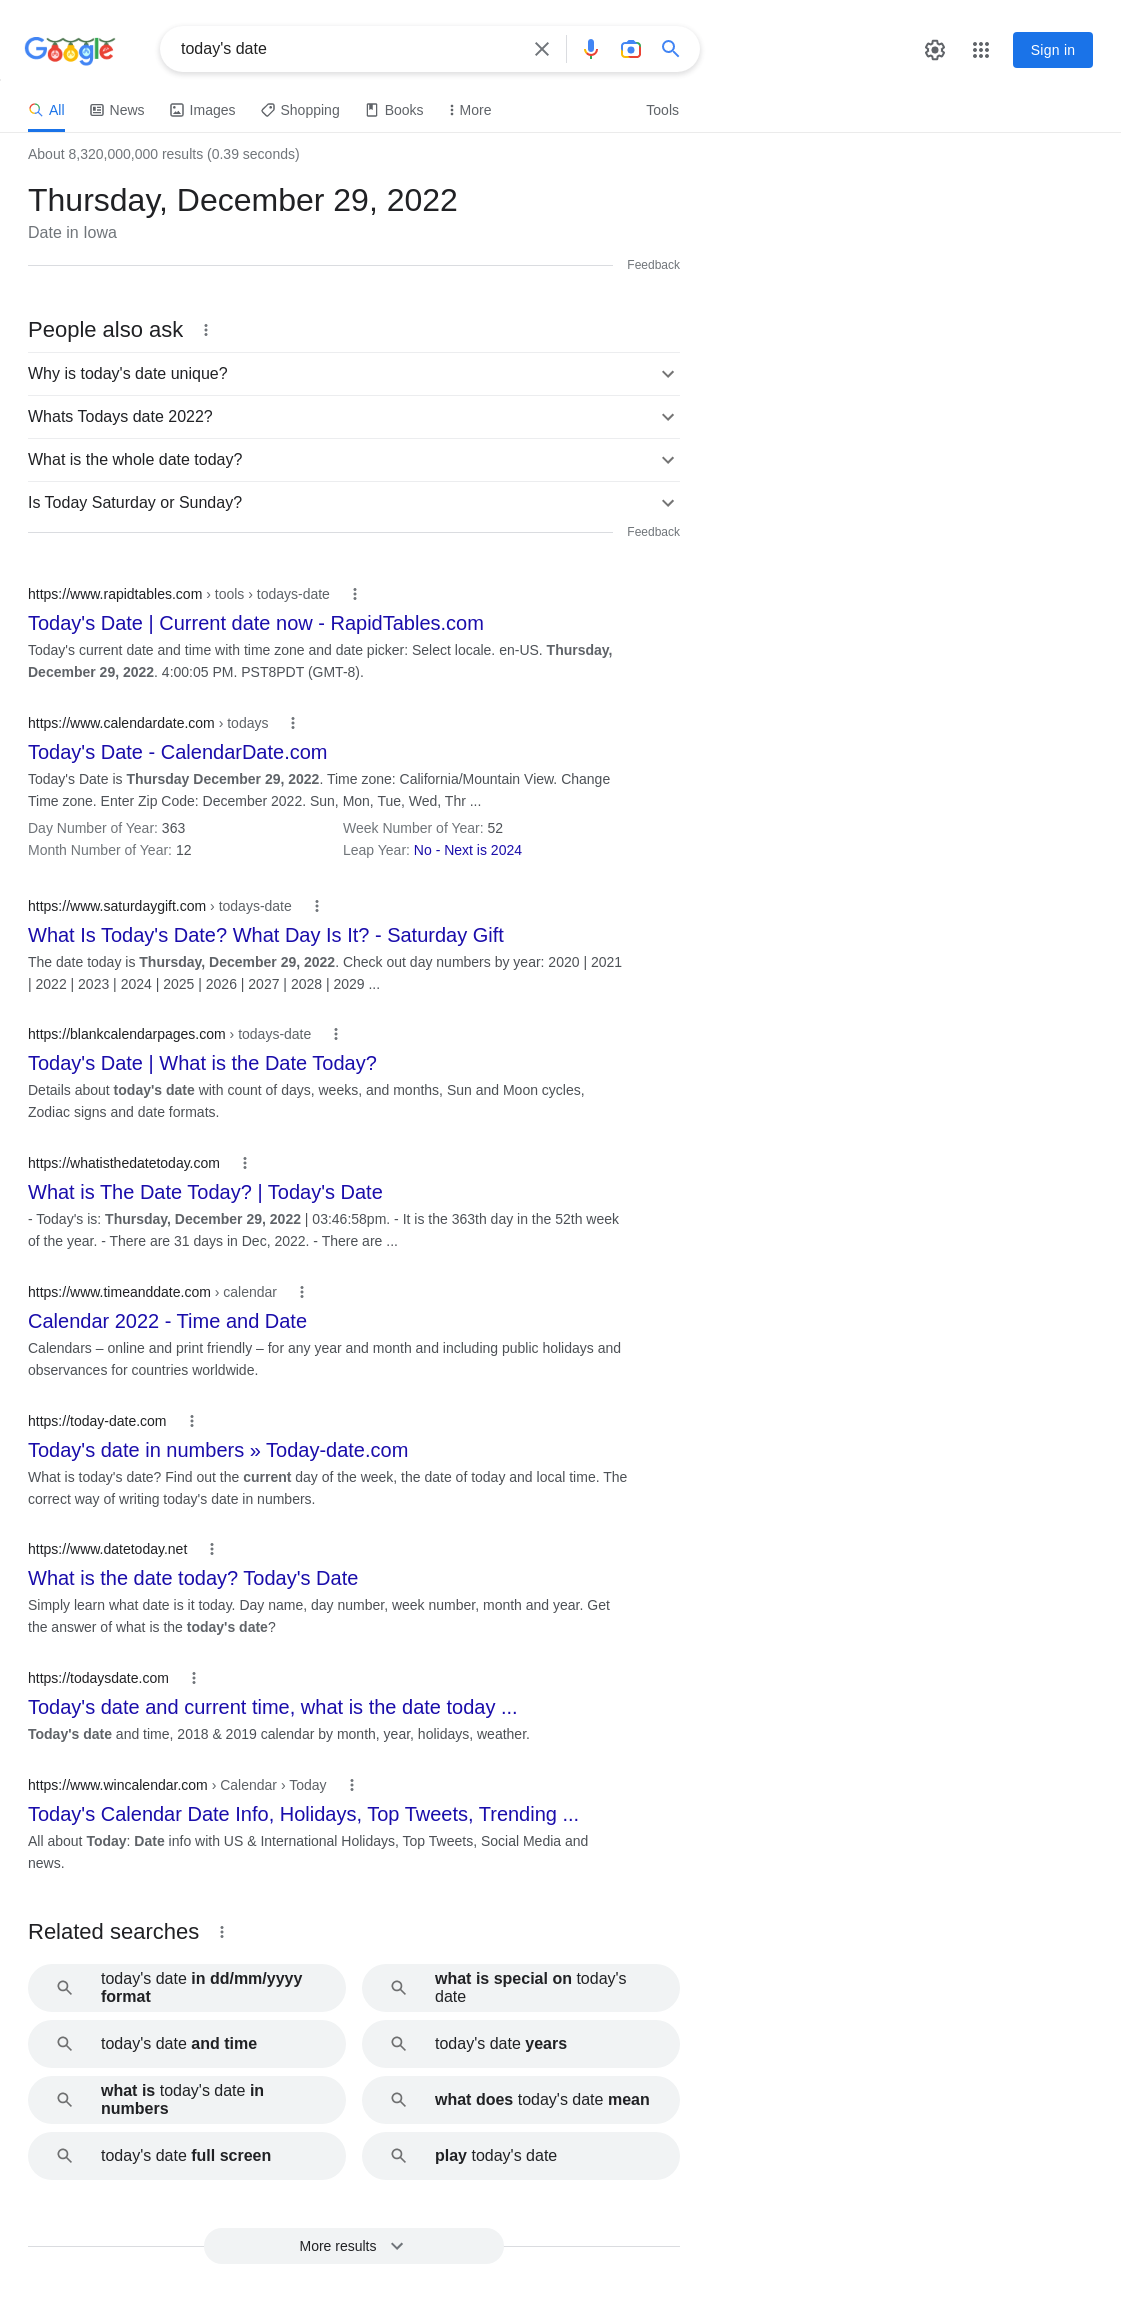 Google
today's date
Sign in
All
News
Images
Shopping
Books
More
Tools
About 8,320,000,000 results (0.39 seconds)
Thursday, December 29, 2022
Date in Iowa
Feedback
People also ask
Why is today's date unique?
Whats Todays date 2022?
What is the whole date today?
Is Today Saturday or Sunday?
Feedback
https://www.rapidtables.com › tools › todays-date
Today's Date | Current date now - RapidTables.com
Today's current date and time with time zone and date picker: Select locale. en-US. Thursday,
December 29, 2022. 4:00:05 PM. PST8PDT (GMT-8).
https://www.calendardate.com › todays
Today's Date - CalendarDate.com
Today's Date is Thursday December 29, 2022. Time zone: California/Mountain View. Change
Time zone. Enter Zip Code: December 2022. Sun, Mon, Tue, Wed, Thr ...
Day Number of Year: 363
Week Number of Year: 52
Month Number of Year: 12
Leap Year: No - Next is 2024
https://www.saturdaygift.com › todays-date
What Is Today's Date? What Day Is It? - Saturday Gift
The date today is Thursday, December 29, 2022. Check out day numbers by year: 2020 | 2021
| 2022 | 2023 | 2024 | 2025 | 2026 | 2027 | 2028 | 2029 ...
https://blankcalendarpages.com › todays-date
Today's Date | What is the Date Today?
Details about today's date with count of days, weeks, and months, Sun and Moon cycles,
Zodiac signs and date formats.
https://whatisthedatetoday.com
What is The Date Today? | Today's Date
- Today's is: Thursday, December 29, 2022 | 03:46:58pm. - It is the 363th day in the 52th week
of the year. - There are 31 days in Dec, 2022. - There are ...
https://www.timeanddate.com › calendar
Calendar 2022 - Time and Date
Calendars – online and print friendly – for any year and month and including public holidays and
observances for countries worldwide.
https://today-date.com
Today's date in numbers » Today-date.com
What is today's date? Find out the current day of the week, the date of today and local time. The
correct way of writing today's date in numbers.
https://www.datetoday.net
What is the date today? Today's Date
Simply learn what date is it today. Day name, day number, week number, month and year. Get
the answer of what is the today's date?
https://todaysdate.com
Today's date and current time, what is the date today ...
Today's date and time, 2018 & 2019 calendar by month, year, holidays, weather.
https://www.wincalendar.com › Calendar › Today
Today's Calendar Date Info, Holidays, Top Tweets, Trending ...
All about Today: Date info with US & International Holidays, Top Tweets, Social Media and
news.
Related searches
today's date in dd/mm/yyyy
format
what is special on today's
date
today's date and time
today's date years
what is today's date in
numbers
what does today's date mean
today's date full screen
play today's date
More results